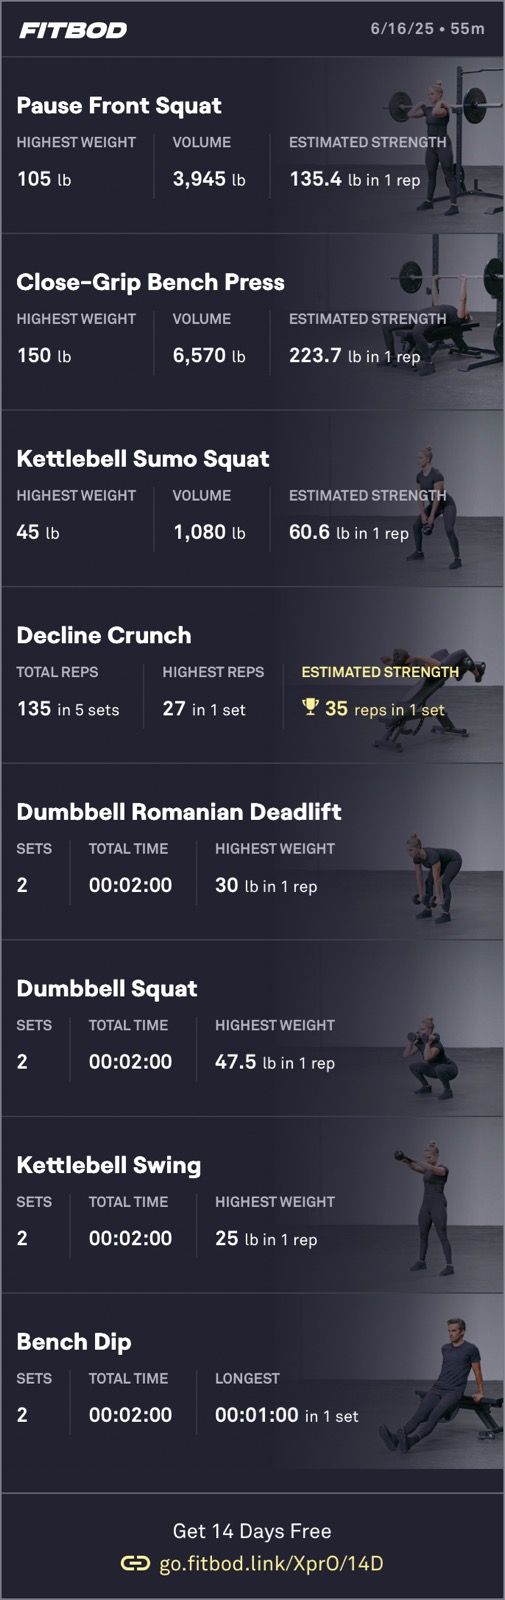 FITBOD
6/16/25 • 55m
Pause Front Squat
HIGHEST WEIGHT VOLUME ESTIMATED STRENGTH
105 lb 3,945 lb 135.4 lb in 1 rep
Close-Grip Bench Press
HIGHEST WEIGHT VOLUME ESTIMATED STRENGTH
150 lb 6,570 lb 223.7 lb in 1 rep
Kettlebell Sumo Squat
HIGHEST WEIGHT VOLUME ESTIMATED STRENGTH
45 lb 1,080 lb 60.6 lb in 1 rep
Decline Crunch
TOTAL REPS HIGHEST REPS ESTIMATED STRENGTH
135 in 5 sets 27 in 1 set 35 reps in 1 set
Dumbbell Romanian Deadlift
SETS TOTAL TIME HIGHEST WEIGHT
2 00:02:00 30 lb in 1 rep
Dumbbell Squat
SETS TOTAL TIME HIGHEST WEIGHT
2 00:02:00 47.5 lb in 1 rep
Kettlebell Swing
SETS TOTAL TIME HIGHEST WEIGHT
2 00:02:00 25 lb in 1 rep
Bench Dip
SETS TOTAL TIME LONGEST
2 00:02:00 00:01:00 in 1 set
Get 14 Days Free
go.fitbod.link/XprO/14D